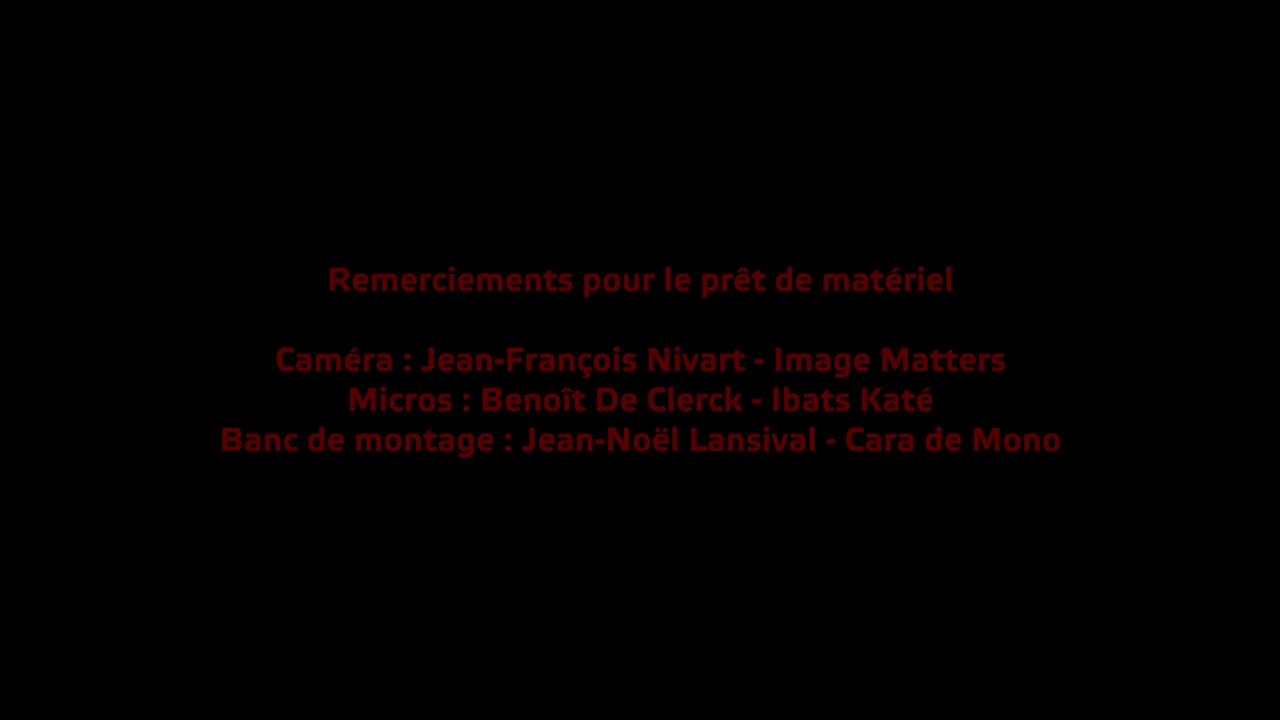 Remerciements pour le prêt de matériel
Caméra : Jean-François Nivart - Image Matters
Micros : Benoît De Clerck - Ibats Katé
Banc de montage : Jean-Noël Lansival - Cara de Mono